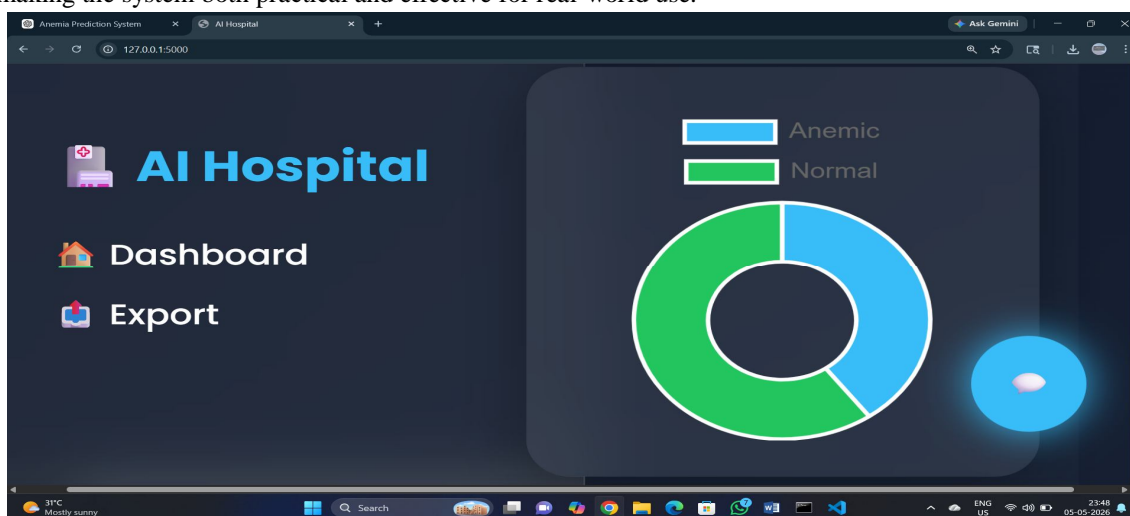 making the system both practical and effective for real-world use.
Anemia Prediction System
AI Hospital
Ask Gemini
127.0.0.1:5000
AI Hospital
Dashboard
Export
Anemic
Normal
31°C
Mostly sunny
Search
7
ENG
US
23:48
05-05-2026